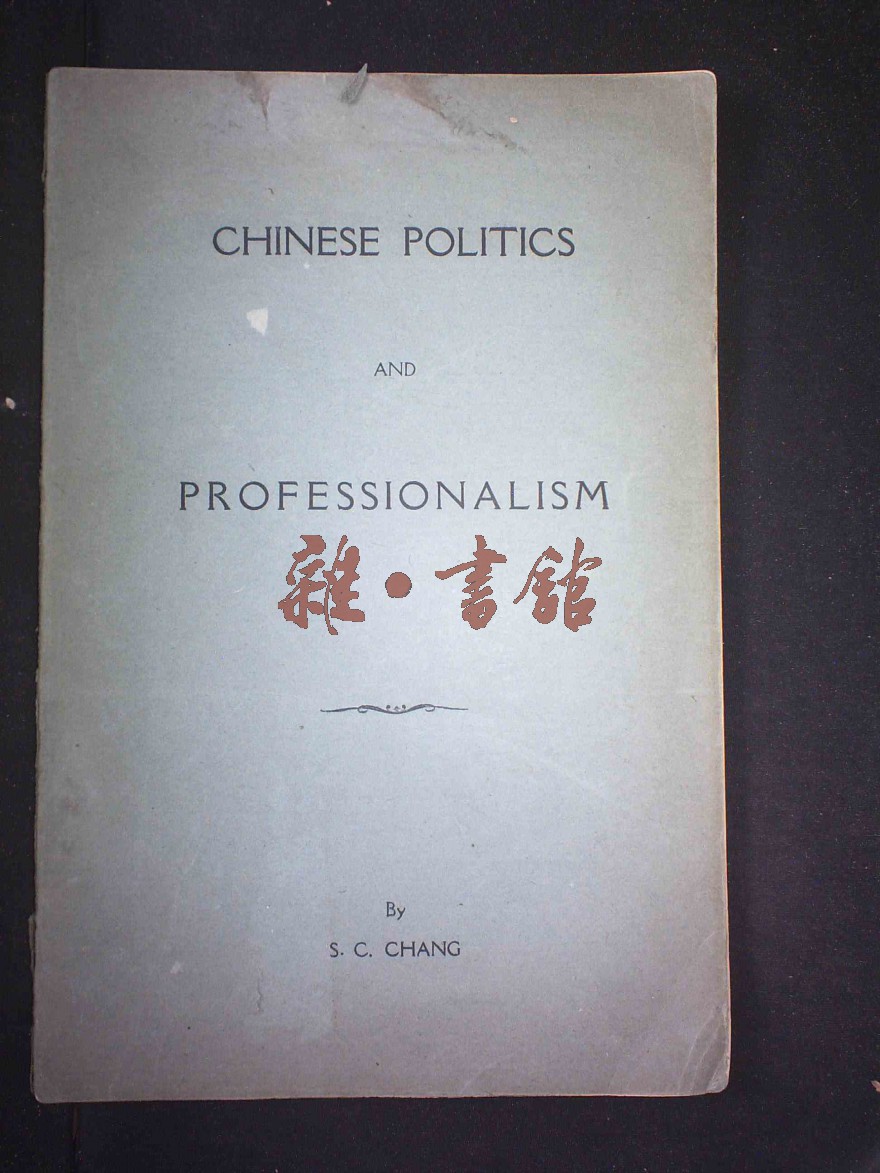 CHINESE POLITICS
AND
PROFESSIONALISM
雜·書館
By
S. C. CHANG